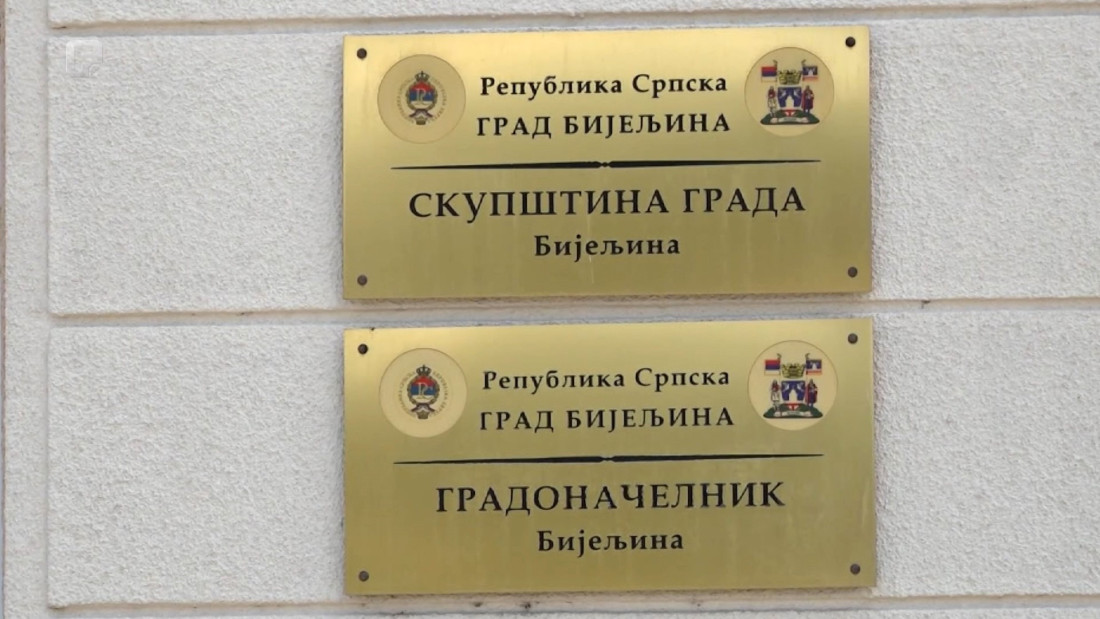 Република Српска
ГРАД БИЈЕЉИНА
СКУПШТИНА ГРАДА
Бијељина
Република Српска
ГРАД БИЈЕЉИНА
ГРАДОНАЧЕЛНИК
Бијељина